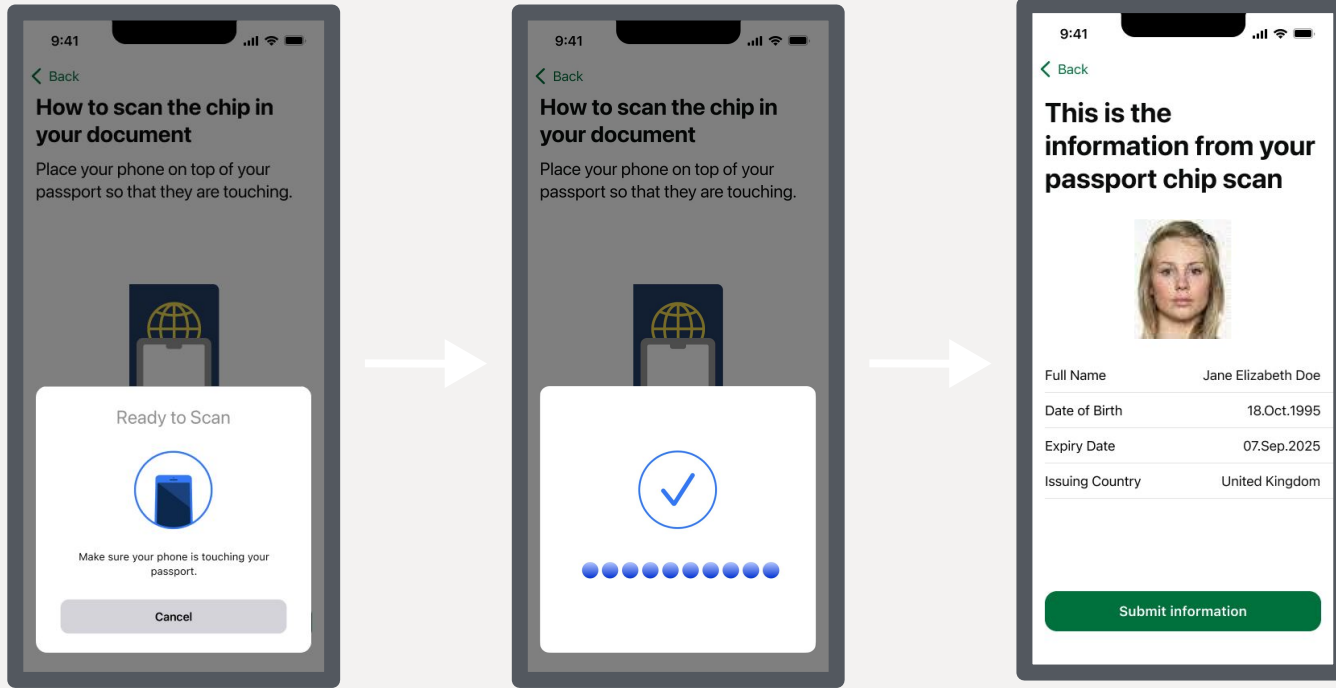 9:41
Back
How to scan the chip in
your document
Place your phone on top of your
passport so that they are touching.
Ready to Scan
Make sure your phone is touching your
passport.
Cancel
9:41
Back
How to scan the chip in
your document
Place your phone on top of your
passport so that they are touching.
9:41
Back
This is the
information from your
passport chip scan
Full Name Jane Elizabeth Doe
Date of Birth 18.Oct.1995
Expiry Date 07.Sep.2025
Issuing Country United Kingdom
Submit information